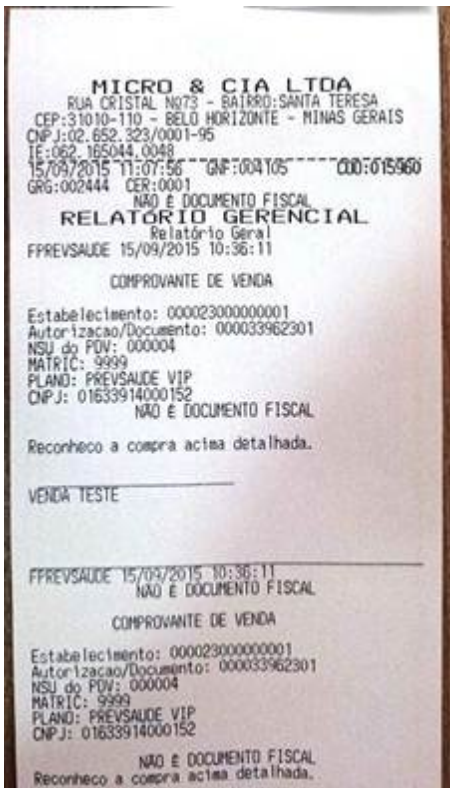 MICRO & CIA LTDA
RUA CRISTAL Nº73 - BAIRRO:SANTA TERESA
CEP:31010-110 - BELO HORIZONTE - MINAS GERAIS
CNPJ:02.652.323/0001-95
IE:062.165044.0048
15/09/2015 11:07:56 GNF:004105 COO:015960
GRG:002444 CER:0001
NÃO É DOCUMENTO FISCAL
RELATÓRIO GERENCIAL
Relatório Geral
FPREVSAUDE 15/09/2015 10:36:11
COMPROVANTE DE VENDA
Estabelecimento: 000023000000001
Autorizacao/Documento: 000033962301
NSU do PDV: 000004
MATRIC: 9999
PLANO: PREVSAUDE VIP
CNPJ: 01633914000152
NÃO É DOCUMENTO FISCAL
Reconheco a compra acima detalhada.
VENDA TESTE
FPREVSAUDE 15/09/2015 10:36:11
NÃO É DOCUMENTO FISCAL
COMPROVANTE DE VENDA
Estabelecimento: 000023000000001
Autorizacao/Documento: 000033962301
NSU do PDV: 000004
MATRIC: 9999
PLANO: PREVSAUDE VIP
CNPJ: 01633914000152
NÃO É DOCUMENTO FISCAL
Reconheco a compra acima detalhada.